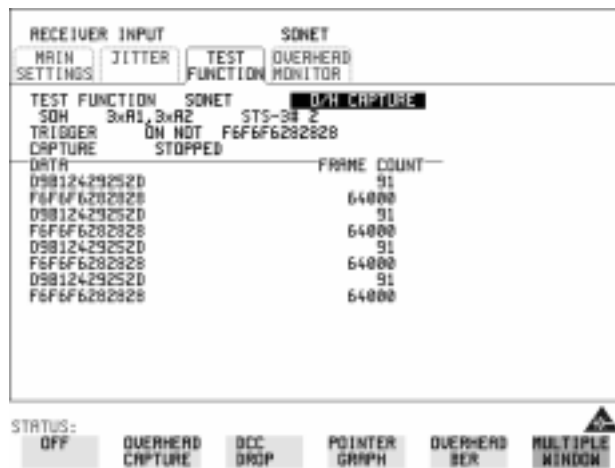 RECEIVER INPUT SONET
MAIN SETTINGS JITTER TEST FUNCTION OVERHEAD MONITOR
TEST FUNCTION SONET O/H CAPTURE
SOH 3xA1,3xA2 STS-3# 2
TRIGGER ON NOT F6F6F6282828
CAPTURE STOPPED
DATA FRAME COUNT
D9812429252D 91
F6F6F6282828 64000
D9812429252D 91
F6F6F6282828 64000
D9812429252D 91
F6F6F6282828 64000
D9812429252D 91
F6F6F6282828 64000
STATUS:
OFF OVERHEAD CAPTURE DCC DROP POINTER GRAPH OVERHEAD BER MULTIPLE WINDOW